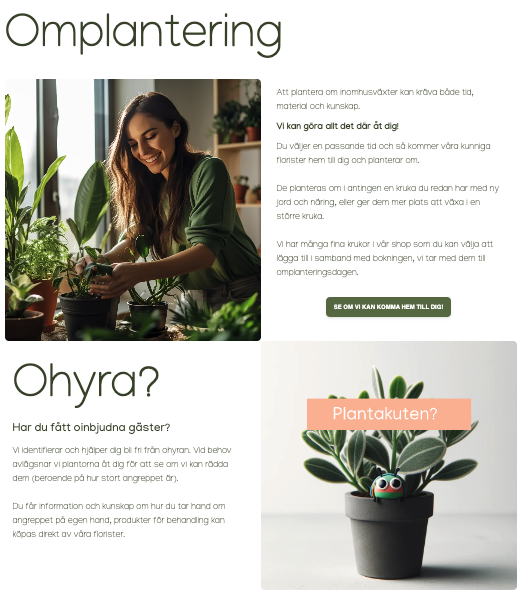 Omplantering
Att plantera om inomhusväxter kan kräva både tid,
material och kunskap.
Vi kan göra allt det där åt dig!
Du väljer en passande tid och så kommer våra kunniga
florister hem till dig och planterar om.
De planteras om i antingen en kruka du redan har med ny
jord och näring, eller ger dem mer plats att växa i en
större kruka.
Vi har många fina krukor i vår shop som du kan välja att
lägga till i samband med bokningen, vi tar med dem till
omplanteringsdagen.
SE OM VI KAN KOMMA HEM TILL DIG!
Ohyra?
Har du fått oinbjudna gäster?
Vi identifierar och hjälper dig bli fri från ohyran. Vid behov
avlägsnar vi plantorna åt dig för att se om vi kan rädda
dem (beroende på hur stort angreppet är).
Du får information och kunskap om hur du tar hand om
angreppet på egen hand, produkter för behandling kan
köpas direkt av våra florister.
Plantakuten?